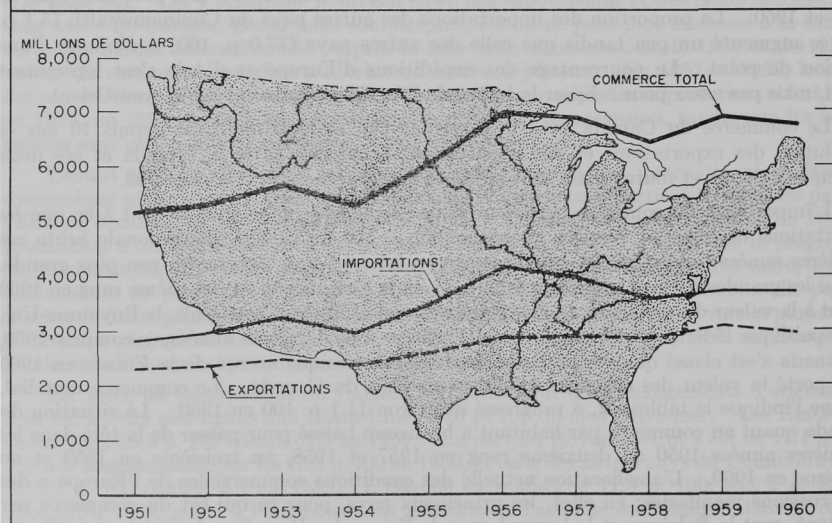 MILLIONS DE DOLLARS
8,000
COMMERCE TOTAL
7,000
6,000
5,000
IMPORTATIONS
4,000
3,000
EXPORTATIONS
2,000
1,000
0
1951 1952 1953 1954 1955 1956 1957 1958 1959 1960